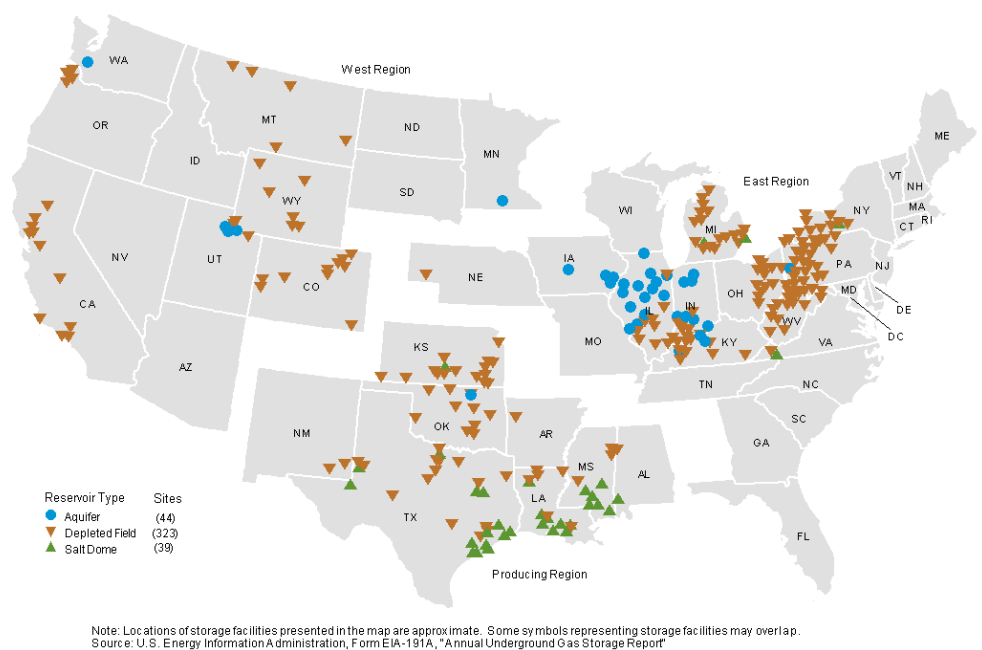 WA
West Region
MT
ND
MN
ME
OR
ID
SD
WY
WI
MI
East Region
VT
NH
NY
MA
CT
RI
NV
UT
CO
NE
IA
IL
IN
OH
PA
NJ
MD
DE
DC
CA
AZ
NM
KS
MO
KY
WV
VA
TN
NC
SC
OK
AR
MS
AL
GA
TX
LA
FL
Reservoir Type Sites
Aquifer (44)
Depleted Field (323)
Salt Dome (39)
Producing Region
Note: Locations of storage facilities presented in the map are approximate. Some symbols representing storage facilities may overlap.
Source: U.S. Energy Information Administration, Form EIA-191A, "Annual Underground Gas Storage Report"